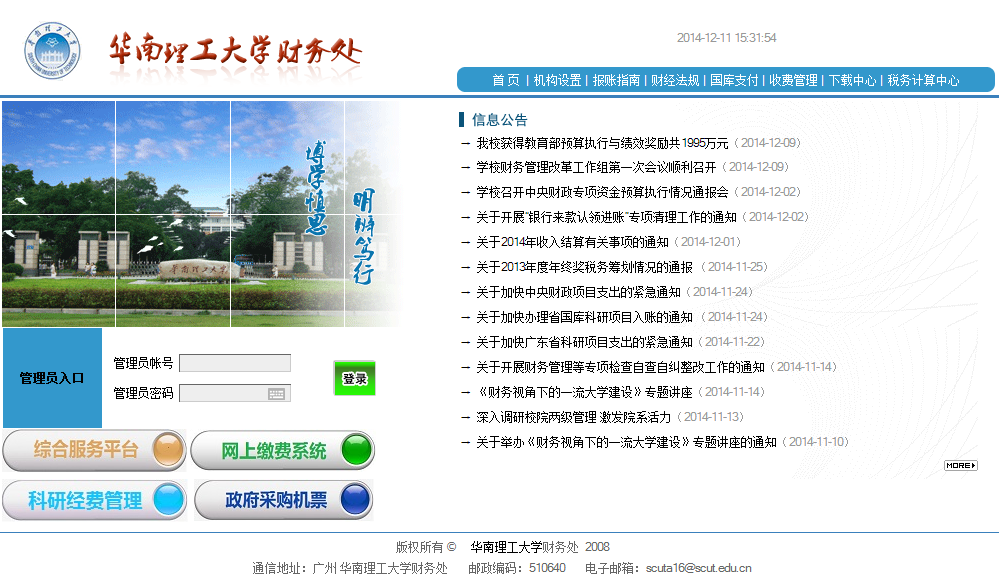 华南理工大学财务处
2014-12-11 15:31:54
首 页 | 机构设置 | 报账指南 | 财经法规 | 国库支付 | 收费管理 | 下载中心 | 税务计算中心
博学慎思
明辨笃行
华南理工大学
信息公告
→ 我校获得教育部预算执行与绩效奖励共1995万元（2014-12-09）
→ 学校财务管理改革工作组第一次会议顺利召开（2014-12-09）
→ 学校召开中央财政专项资金预算执行情况通报会（2014-12-02）
→ 关于开展"银行来款认领进账"专项清理工作的通知（2014-12-02）
→ 关于2014年收入结算有关事项的通知（2014-12-01）
→ 关于2013年度年终奖税务筹划情况的通报 （2014-11-25）
→ 关于加快中央财政项目支出的紧急通知（2014-11-24）
→ 关于加快办理省国库科研项目入账的通知 （2014-11-24）
→ 关于加快广东省科研项目支出的紧急通知（2014-11-22）
→ 关于开展财务管理等专项检查自查自纠整改工作的通知（2014-11-14）
→ 《财务视角下的一流大学建设》专题讲座（2014-11-14）
→ 深入调研校院两级管理 激发院系活力（2014-11-13）
→ 关于举办《财务视角下的一流大学建设》专题讲座的通知（2014-11-10）
MORE
管理员入口
管理员帐号
管理员密码
登录
综合服务平台
网上缴费系统
科研经费管理
政府采购机票
版权所有 © 华南理工大学财务处 2008
通信地址：广州 华南理工大学财务处 邮政编码：510640 电子邮箱：scuta16@scut.edu.cn